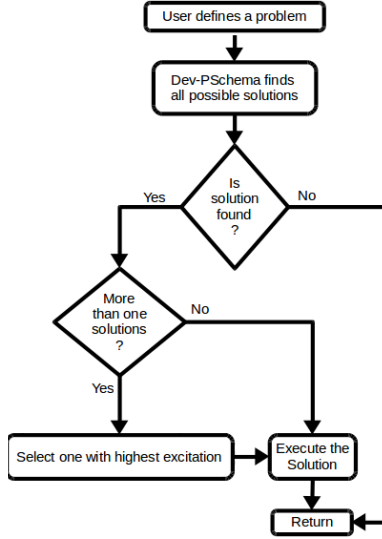 User defines a problem
Dev-PSchema finds
all possible solutions
Is
solution
found
?
Yes
No
More
than one
solutions
?
No
Yes
Select one with highest excitation
Execute the
Solution
Return